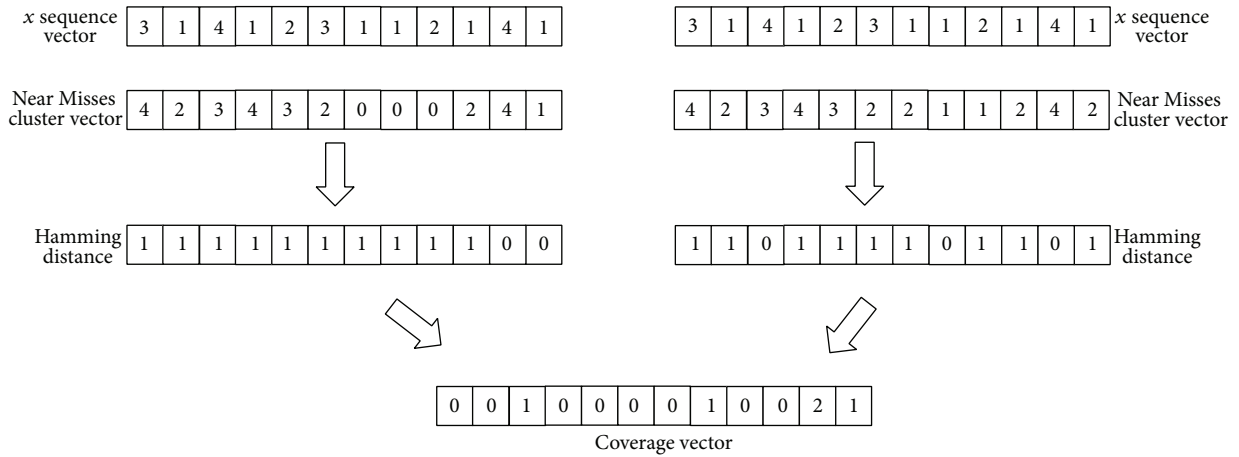 x sequence
vector
3 1 4 1 2 3 1 1 2 1 4 1
3 1 4 1 2 3 1 1 2 1 4 1
x sequence
vector
Near Misses
cluster vector
4 2 3 4 3 2 0 0 0 2 4 1
4 2 3 4 3 2 2 1 1 2 4 2
Near Misses
cluster vector
Hamming
distance
1 1 1 1 1 1 1 1 1 1 0 0
1 1 0 1 1 1 1 0 1 1 0 1
Hamming
distance
0 0 1 0 0 0 0 1 0 0 2 1
Coverage vector